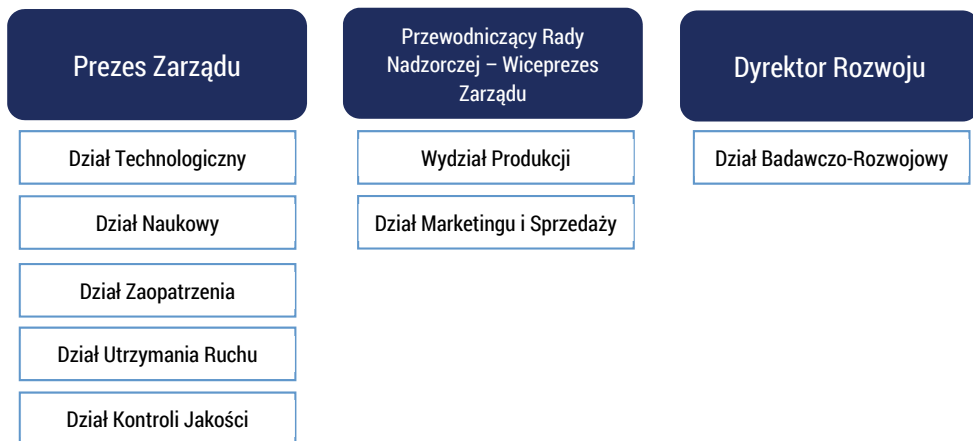 Prezes Zarządu
Dział Technologiczny
Dział Naukowy
Dział Zaopatrzenia
Dział Utrzymania Ruchu
Dział Kontroli Jakości
Przewodniczący Rady
Nadzorczej – Wiceprezes
Zarządu
Wydział Produkcji
Dział Marketingu i Sprzedaży
Dyrektor Rozwoju
Dział Badawczo-Rozwojowy